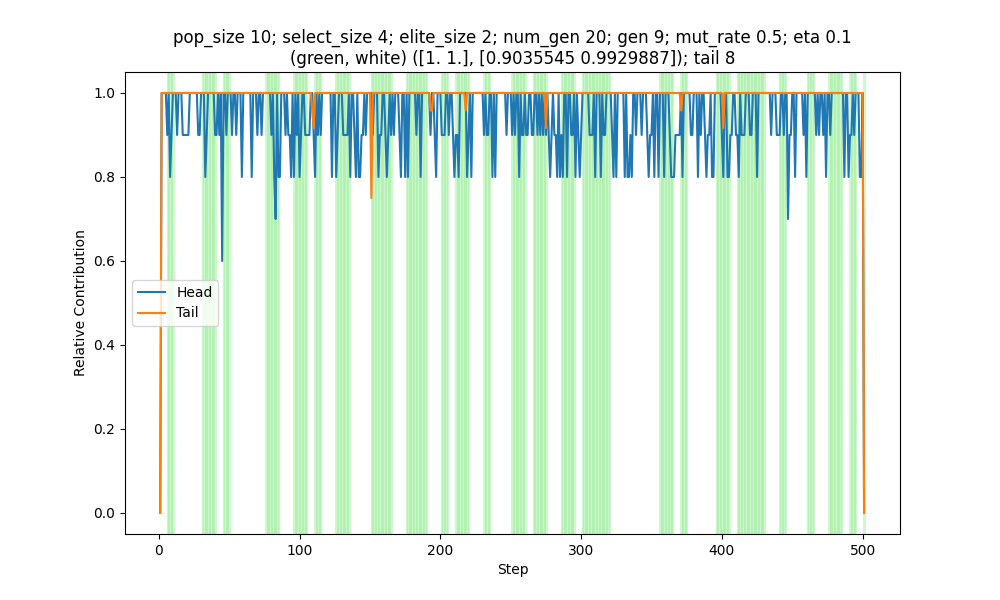 pop_size 10; select_size 4; elite_size 2; num_gen 20; gen 9; mut_rate 0.5; eta 0.1
(green, white) ([1. 1.], [0.9035545 0.9929887]); tail 8
1.0
0.8
0.6
0.4
0.2
0.0
Relative Contribution
Head
Tail
0
100
200
300
400
500
Step